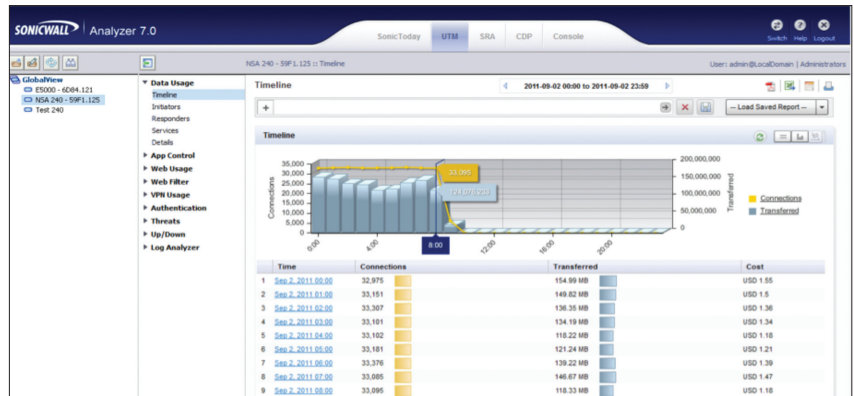 SONICWALL Analyzer 7.0
SonicToday UTM SRA CDP Console
Switch Help Logout
NSA 240 - 59F1.125 :: Timeline
User: admin@LocalDomain | Administrators
GlobalView
E5000 - 6D84.121
NSA 240 - 59F1.125
Test 240
Data Usage
Timeline
Initiators
Responders
Services
Details
App Control
Web Usage
Web Filter
VPN Usage
Authentication
Threats
Up/Down
Log Analyzer
Timeline
2011-09-02 00:00 to 2011-09-02 23:59
+
-- Load Saved Report --
Timeline
35,000
30,000
25,000
20,000
15,000
10,000
5,000
0
Connections
33,095
200,000,000
150,000,000
100,000,000
50,000,000
0
Transferred
Connections
Transferred
0:00 4:00 8:00 12:00 16:00 20:00
Time Connections Transferred Cost
1 Sep 2, 2011 00:00 32,975 154.99 MB USD 1.55
2 Sep 2, 2011 01:00 33,151 149.82 MB USD 1.5
3 Sep 2, 2011 02:00 33,307 136.35 MB USD 1.36
4 Sep 2, 2011 03:00 33,101 134.19 MB USD 1.34
5 Sep 2, 2011 04:00 33,102 118.22 MB USD 1.18
6 Sep 2, 2011 05:00 33,181 121.24 MB USD 1.21
7 Sep 2, 2011 06:00 33,376 139.22 MB USD 1.39
8 Sep 2, 2011 07:00 33,085 146.67 MB USD 1.47
9 Sep 2, 2011 08:00 33,095 118.33 MB USD 1.18